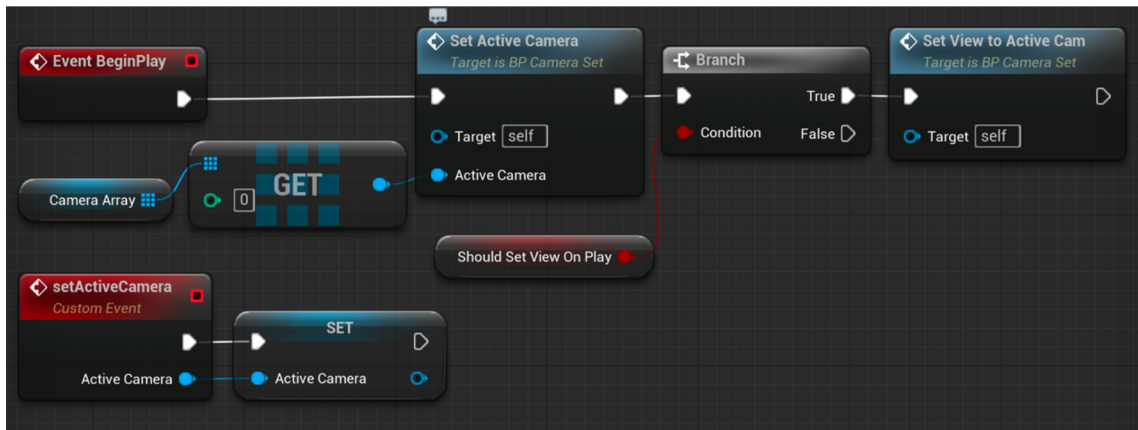 Event BeginPlay
Set Active Camera
Target is BP Camera Set
Target self
Active Camera
Branch
True
Condition
False
Set View to Active Cam
Target is BP Camera Set
Target self
Camera Array
GET
0
Should Set View On Play
setActiveCamera
Custom Event
Active Camera
SET
Active Camera